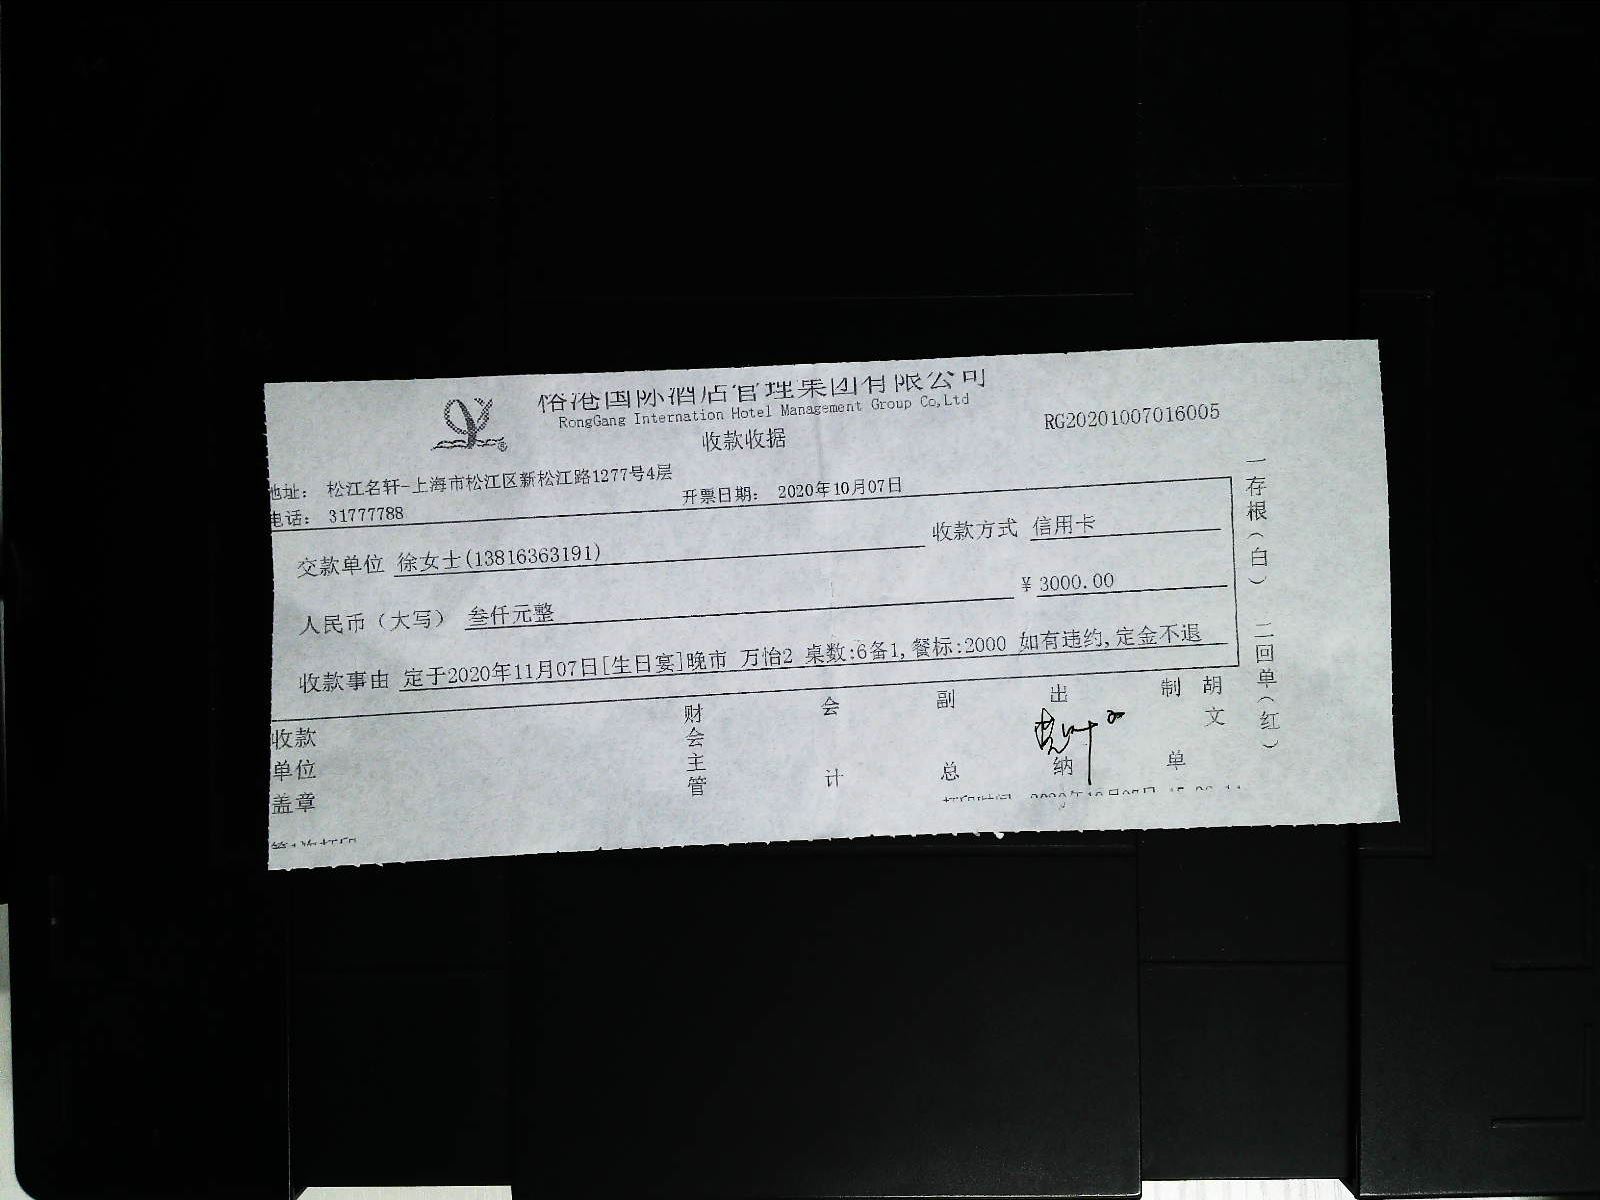 俗沧国际酒店管理集团有限公司
RongGang Internation Hotel Management Group Co,Ltd
收款收据
RG20201007016005
地址： 松江名轩-上海市松江区新松江路1277号4层
电话： 31777788
开票日期： 2020年10月07日
交款单位 徐女士(13816363191)
收款方式 信用卡
人民币（大写） 叁仟元整
¥ 3000.00
收款事由 定于2020年11月07日[生日宴]晚市 万怡2 桌数:6备1,餐标:2000 如有违约,定金不退
收款单位盖章
财会主管
会计
副总
出纳
制单
胡文
一存根（白） 二回单（红）